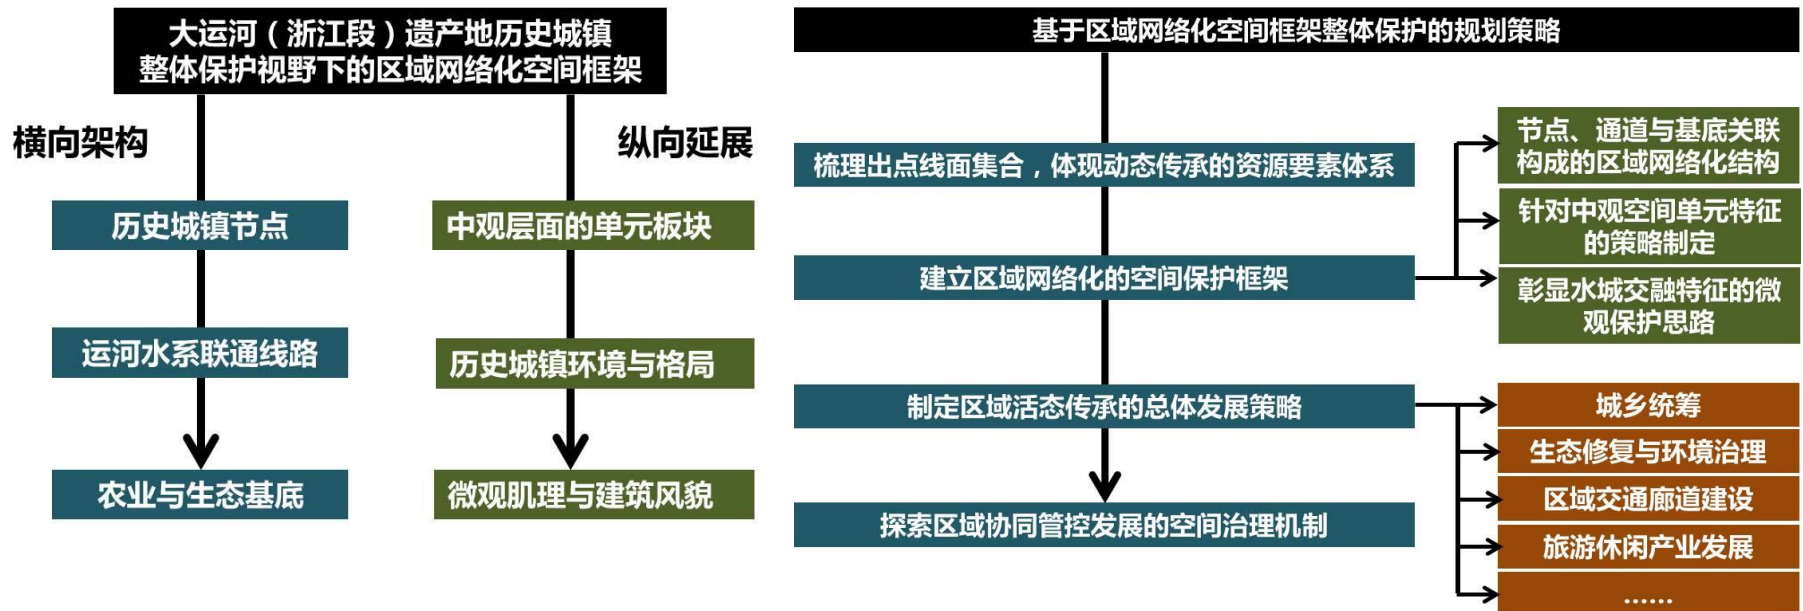 大运河（浙江段）遗产地历史城镇
整体保护视野下的区域网络化空间框架
横向架构
纵向延展
历史城镇节点
中观层面的单元板块
运河水系联通线路
历史城镇环境与格局
农业与生态基底
微观肌理与建筑风貌
基于区域网络化空间框架整体保护的规划策略
梳理出点线面集合，体现动态传承的资源要素体系
建立区域网络化的空间保护框架
节点、通道与基底关联
构成的区域网络化结构
针对中观空间单元特征
的策略制定
彰显水城交融特征的微
观保护思路
制定区域活态传承的总体发展策略
城乡统筹
生态修复与环境治理
区域交通廊道建设
旅游休闲产业发展
……
探索区域协同管控发展的空间治理机制